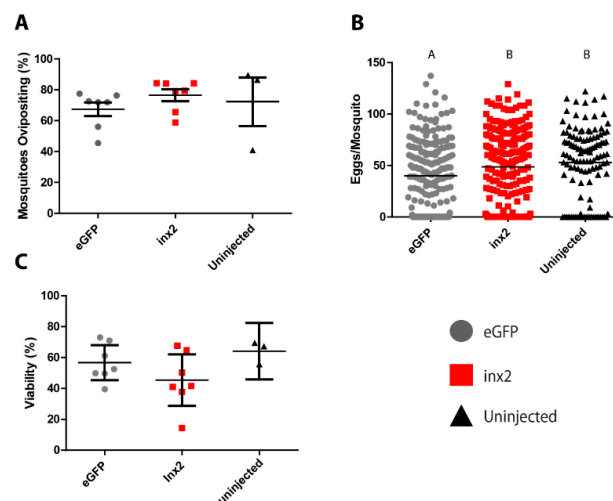 A
Mosquitoes Ovipositing (%)
100
80
60
40
20
0
eGFP
inx2
Uninjected
B
Eggs/Mosquito
150
100
50
0
A
B
B
eGFP
inx2
Uninjected
C
Viability (%)
100
80
60
40
20
0
eGFP
Inx2
uninjected
eGFP
inx2
Uninjected